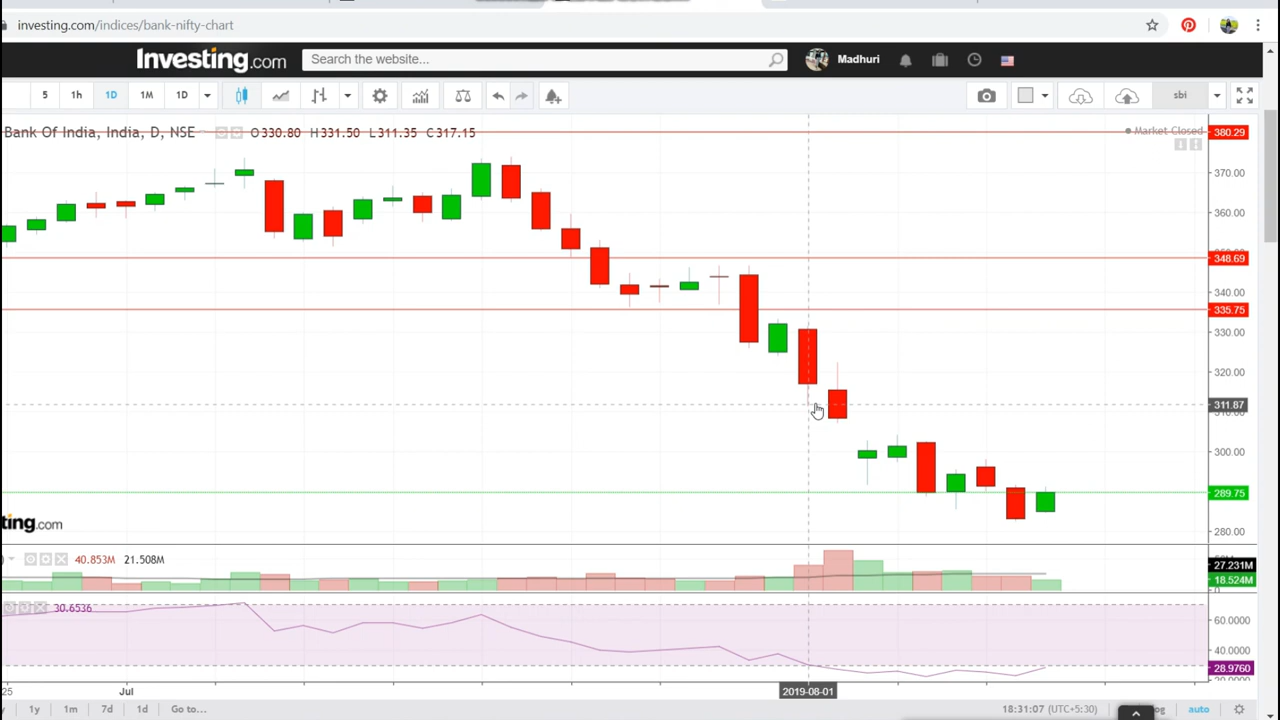 investing.com/indices/bank-nifty-chart
Investing.com Search the website... Madhuri
5 1h 1D 1M 1D sbi
Bank Of India, India, D, NSE O330.80 H331.50 L311.35 C317.15
Market Closed
380.29
370.00
360.00
348.69
340.00
335.75
330.00
320.00
311.87
300.00
289.75
280.00
ting.com
40.853M 21.508M
27.231M
18.524M
30.6536
60.0000
40.0000
28.9760
25 Jul 2019-08-01
1y 1m 7d 1d Go to... 18:31:07 (UTC+5:30) auto